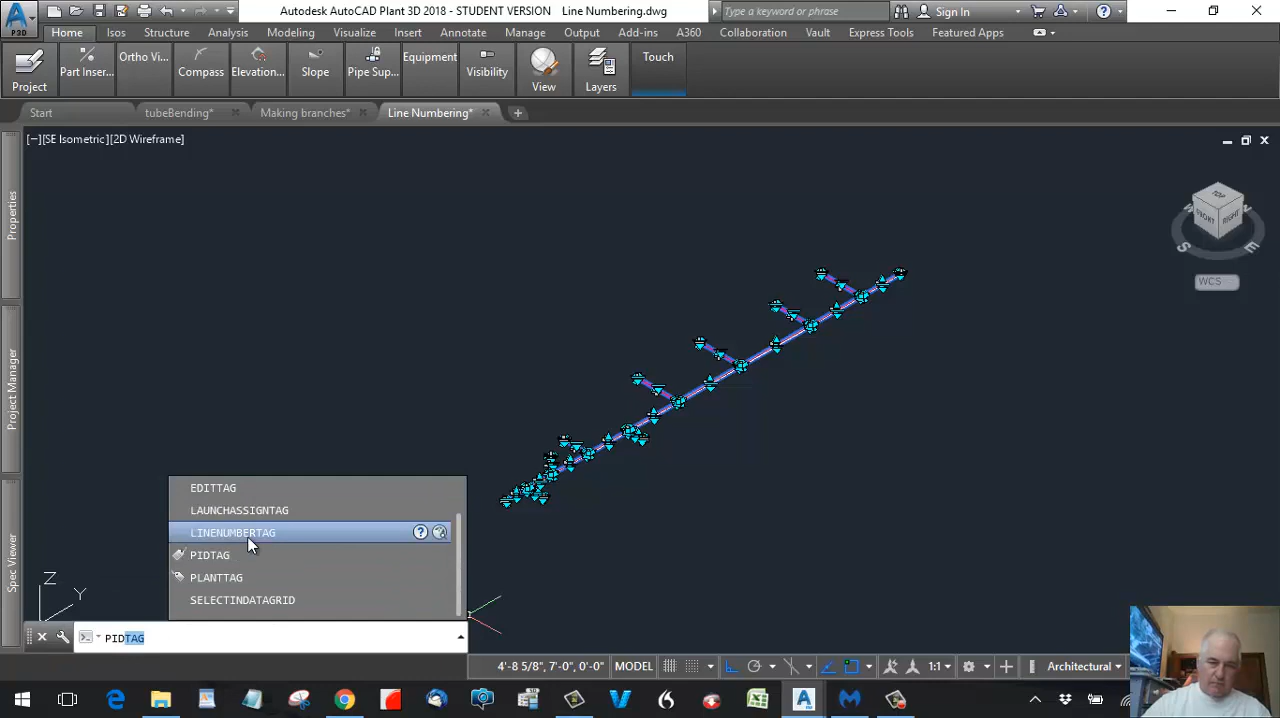 Autodesk AutoCAD Plant 3D 2018 - STUDENT VERSION Line Numbering.dwg
Type a keyword or phrase
Sign In
P3D
Home Isos Structure Analysis Modeling Visualize Insert Annotate Manage Output Add-ins A360 Collaboration Vault Express Tools Featured Apps
Project
Part Inser...
Ortho Vi...
Compass
Elevation...
Slope
Pipe Sup...
Equipment
Visibility
View
Layers
Touch
Start tubeBending* Making branches* Line Numbering*
[−][SE Isometric][2D Wireframe]
Properties
Project Manager
Spec Viewer
TOP
FRONT
RIGHT
W
S
E
WCS
EDITTAG
LAUNCHASSIGNTAG
LINENUMBERTAG
PIDTAG
PLANTTAG
SELECTINDATAGRID
Z
Y
PIDTAG
4'-8 5/8", 7'-0", 0'-0" MODEL 1:1 Architectural